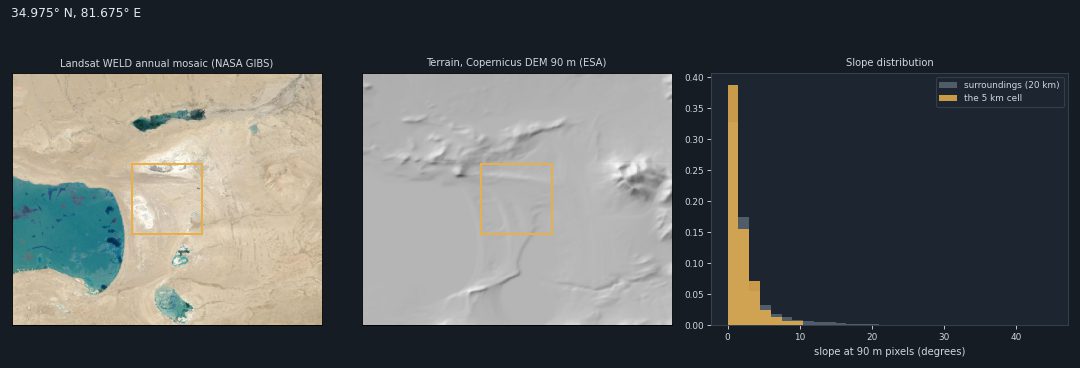 34.975° N, 81.675° E
Landsat WELD annual mosaic (NASA GIBS)
Terrain, Copernicus DEM 90 m (ESA)
Slope distribution
surroundings (20 km)
the 5 km cell
0.40
0.35
0.30
0.25
0.20
0.15
0.10
0.05
0.00
0 10 20 30 40
slope at 90 m pixels (degrees)